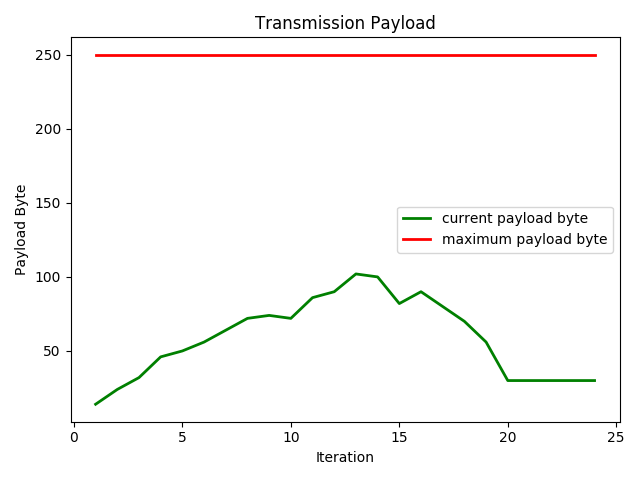 Transmission Payload
Payload Byte
250
200
150
100
50
current payload byte
maximum payload byte
0
5
10
15
20
25
Iteration